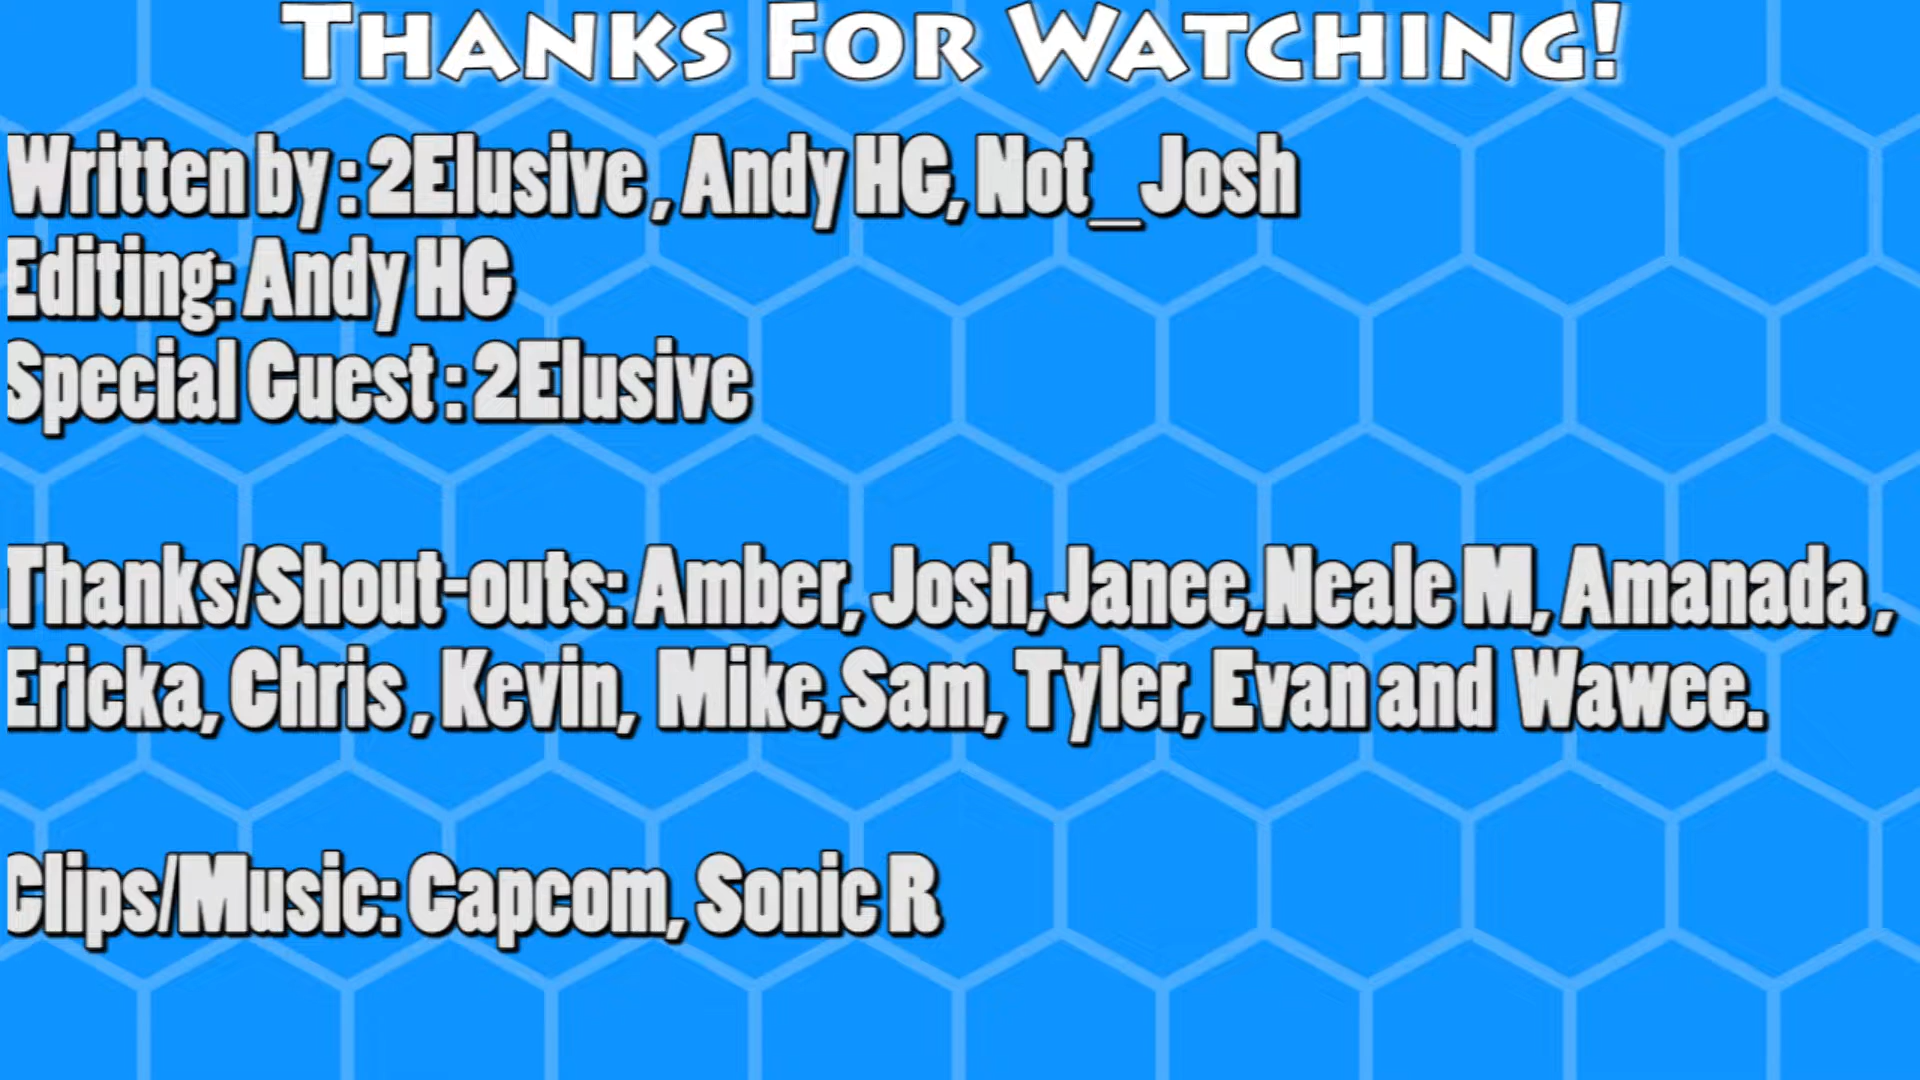 THANKS FOR WATCHING!
Written by : 2Elusive , Andy HG, Not_Josh
Editing: Andy HG
Special Guest : 2Elusive
Thanks/Shout-outs: Amber, Josh,Janee,Neale M, Amanada ,
Ericka, Chris , Kevin, Mike,Sam, Tyler, Evan and Wawee.
Clips/Music: Capcom, Sonic R